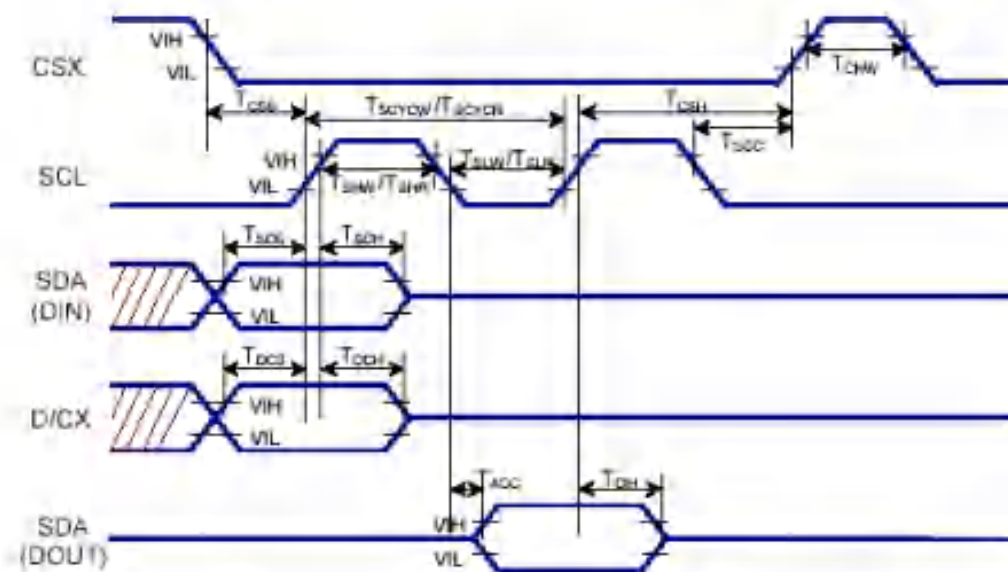 VIH
CSX
VIL
TCHW
TCSS
TSCYCW/TSCYCR
TCSH
TSCC
VIH
SCL
VIL
TSHW/TSHR
TSLW/TSLR
TSDS
TSDH
SDA
(DIN)
VIH
VIL
TDCS
TDCH
D/CX
VIH
VIL
TACC
TOH
SDA
(DOUT)
VIH
VIL